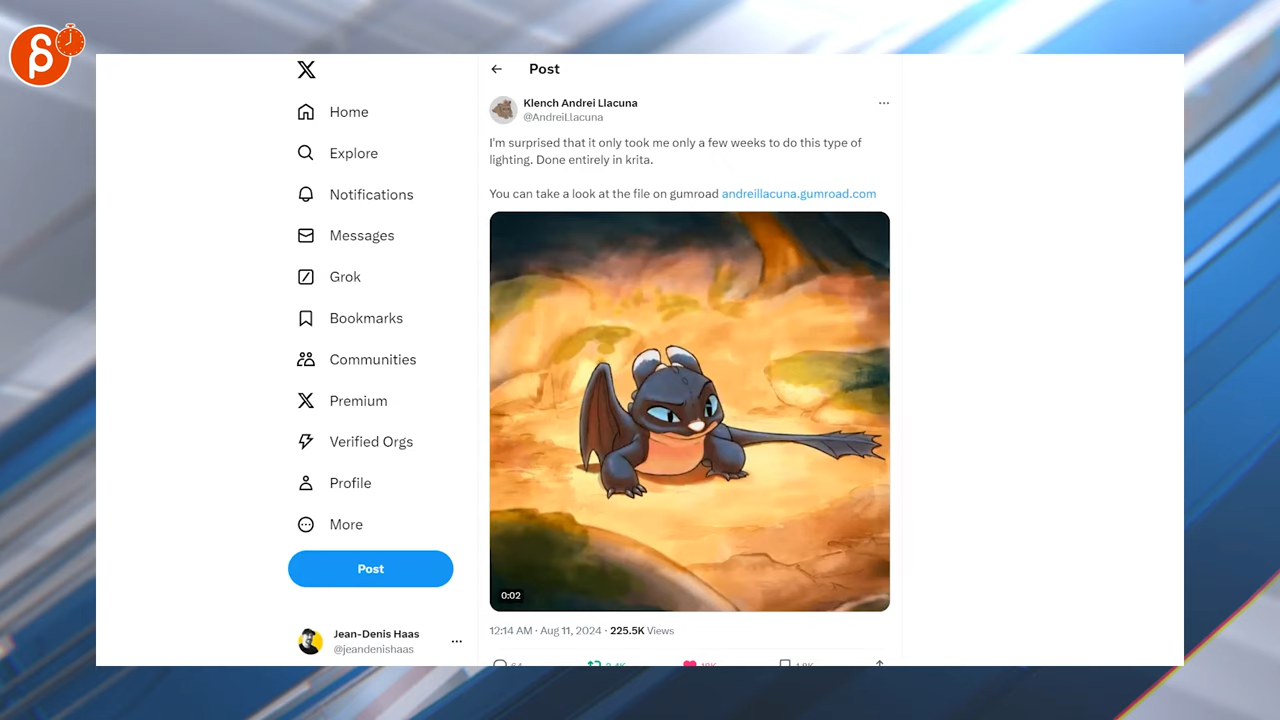 Post
Klench Andrei Llacuna
@AndreiLlacuna
I'm surprised that it only took me only a few weeks to do this type of
lighting. Done entirely in krita.
You can take a look at the file on gumroad andreillacuna.gumroad.com
0:02
12:14 AM · Aug 11, 2024 · 225.5K Views
Home
Explore
Notifications
Messages
Grok
Bookmarks
Communities
Premium
Verified Orgs
Profile
More
Post
Jean-Denis Haas
@jeandenishaas